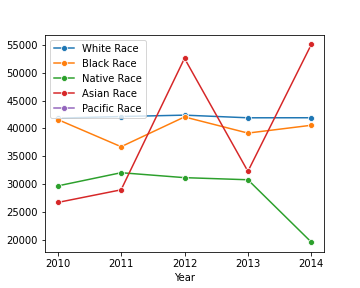 White Race
Black Race
Native Race
Asian Race
Pacific Race
55000
50000
45000
40000
35000
30000
25000
20000
2010 2011 2012 2013 2014
Year